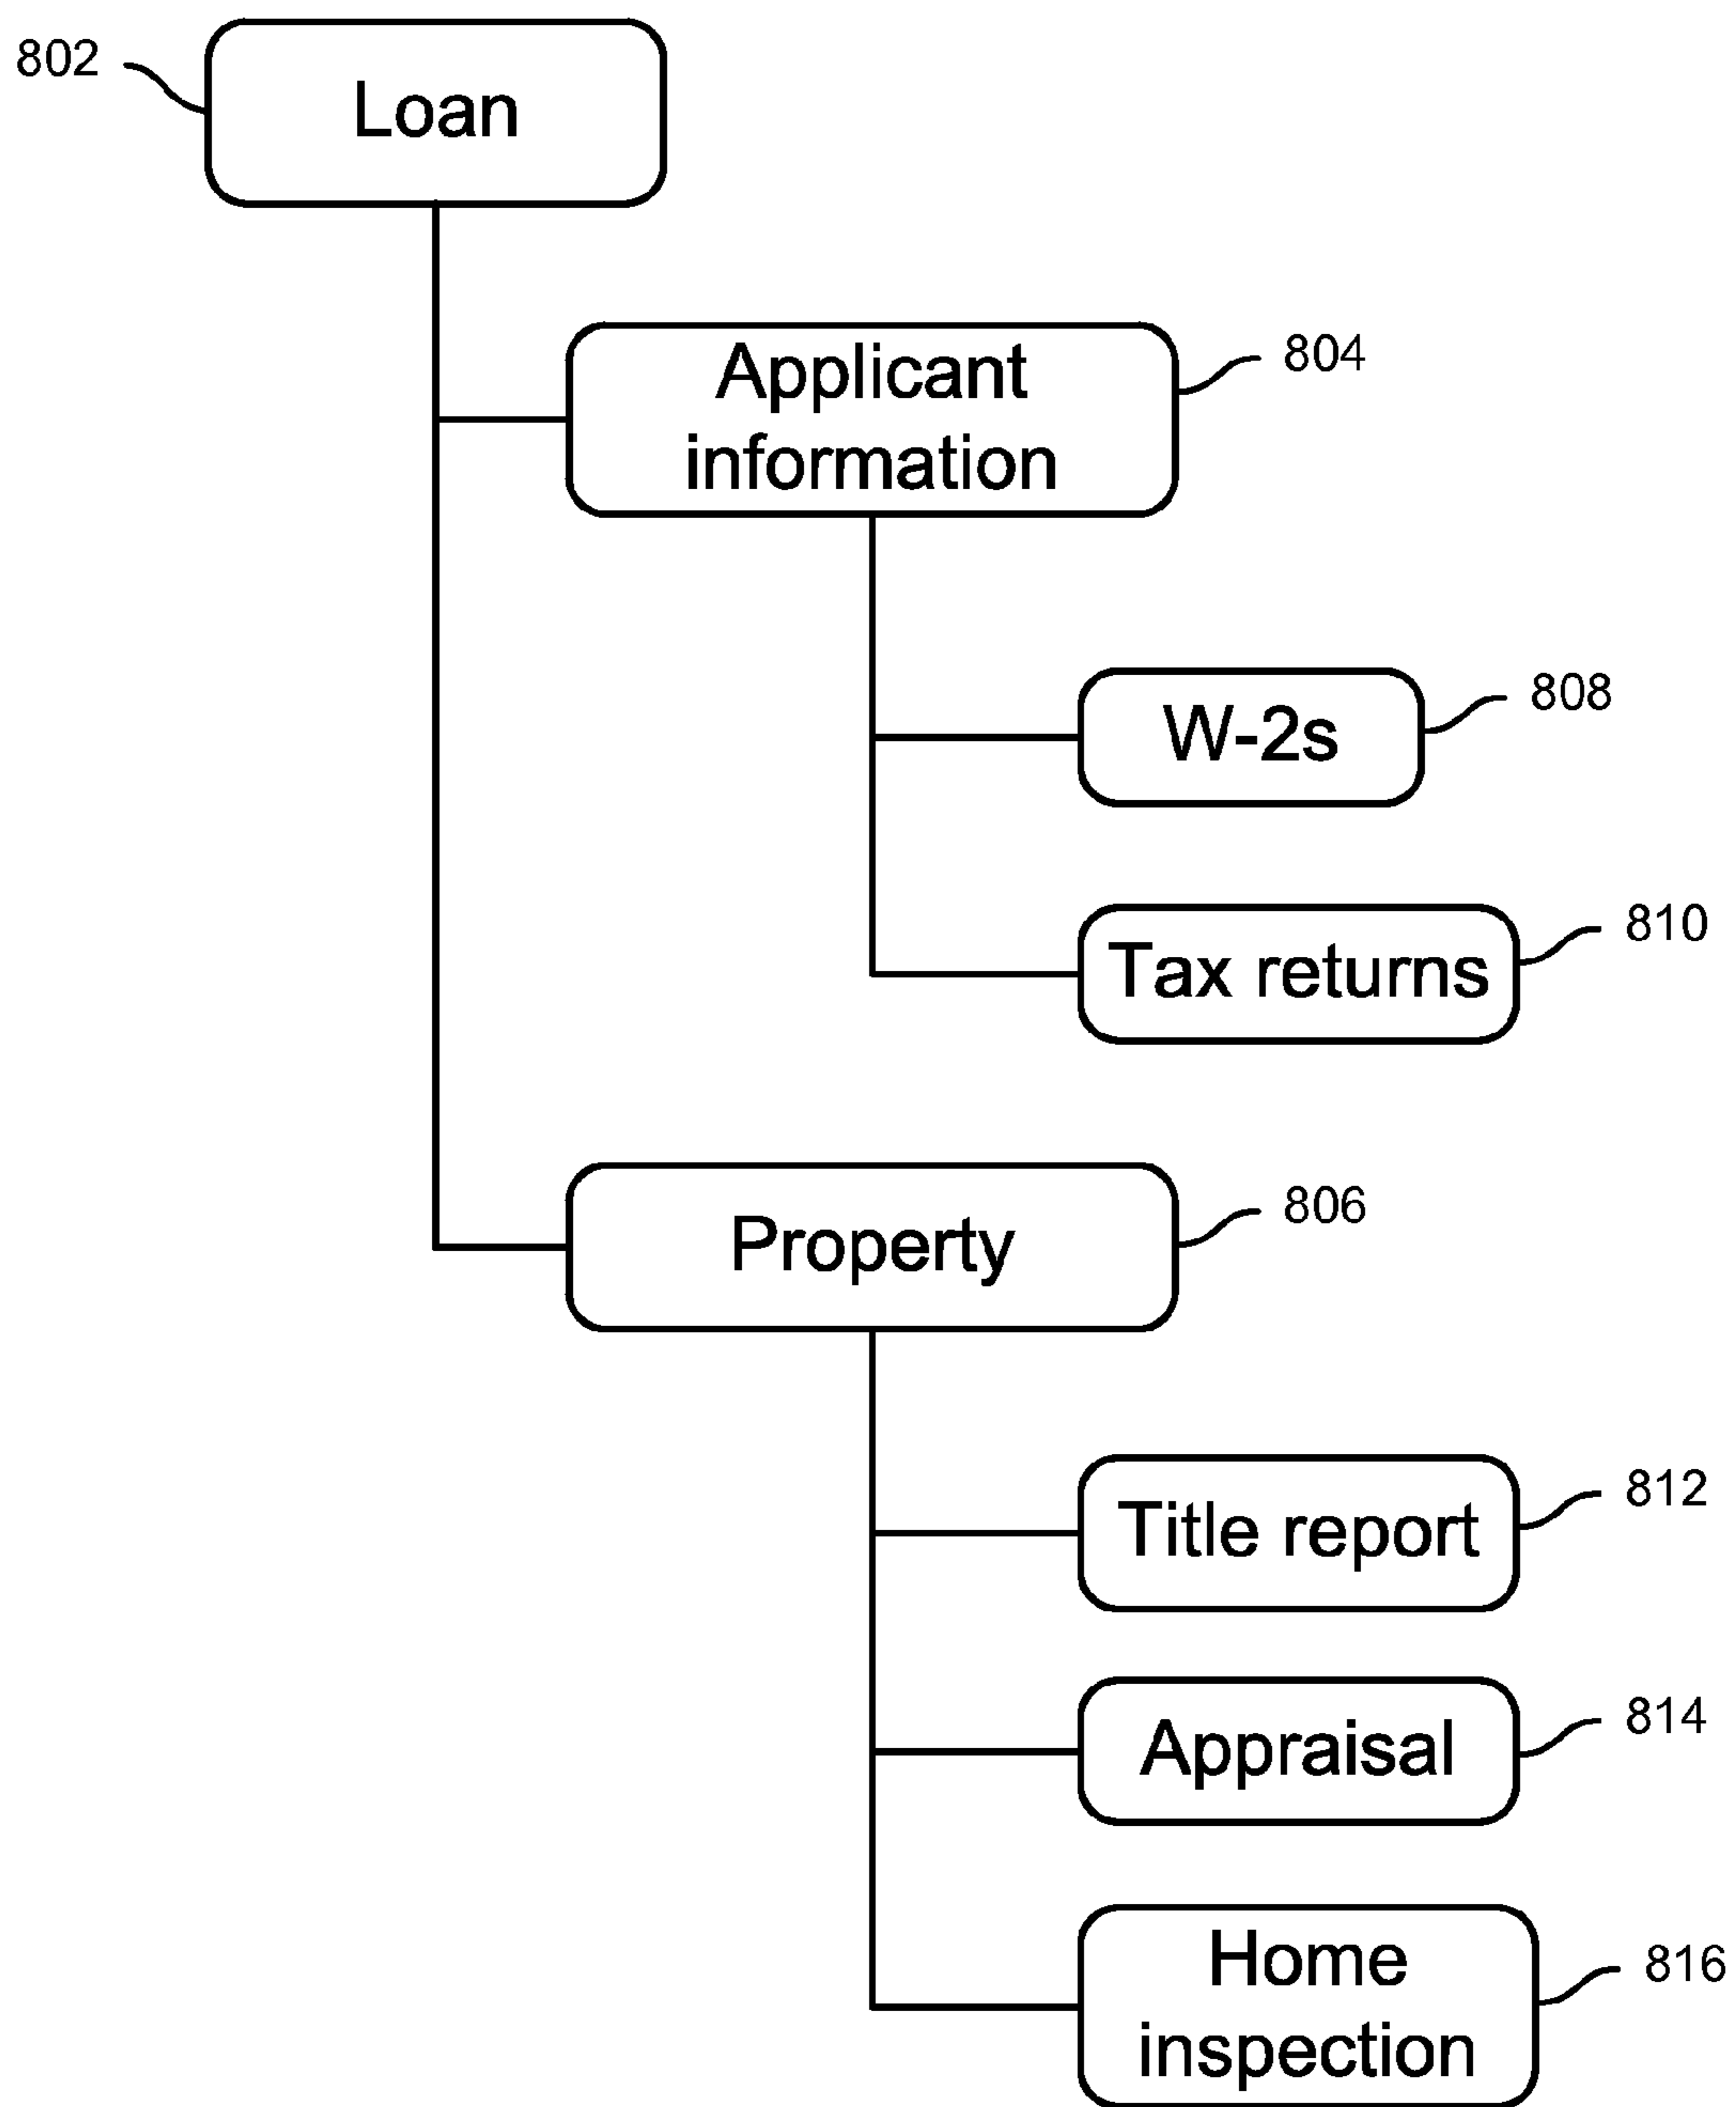 802
Loan
Applicant
information
804
W-2s
808
Tax returns
810
Property
806
Title report
812
Appraisal
814
Home
inspection
816